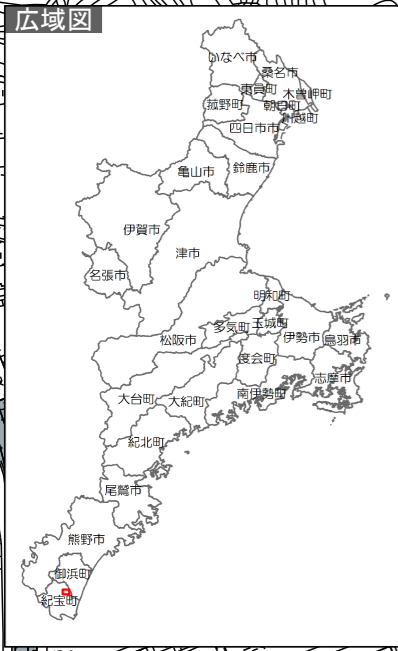 広域図
いなべ市
桑名市
東員町
木曽岬町
朝日町
川越町
菰野町
四日市市
亀山市
鈴鹿市
伊賀市
津市
名張市
明和町
松阪市
多気町
玉城町
伊勢市
鳥羽市
度会町
志摩市
大台町
大紀町
南伊勢町
紀北町
尾鷲市
熊野市
御浜町
紀宝町